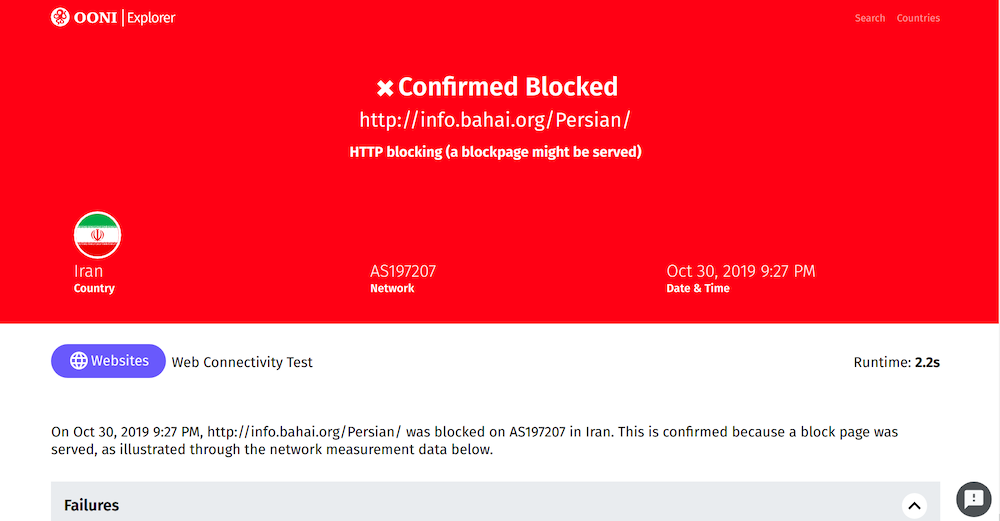 OONI | Explorer
Search Countries
✖ Confirmed Blocked
http://info.bahai.org/Persian/
HTTP blocking (a blockpage might be served)
Iran
Country
AS197207
Network
Oct 30, 2019 9:27 PM
Date & Time
Websites Web Connectivity Test
Runtime: 2.2s
On Oct 30, 2019 9:27 PM, http://info.bahai.org/Persian/ was blocked on AS197207 in Iran. This is confirmed because a block page was
served, as illustrated through the network measurement data below.
Failures